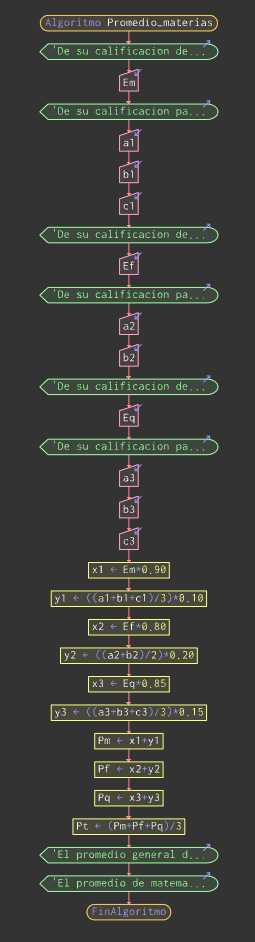 Algoritmo Promedio_materias
'De su calificacion de...
Em
'De su calificacion pa...
a1
b1
c1
'De su calificacion de...
Ef
'De su calificacion pa...
a2
b2
'De su calificacion de...
Eq
'De su calificacion pa...
a3
b3
c3
x1 ← Em*0.90
y1 ← ((a1+b1+c1)/3)*0.10
x2 ← Ef*0.80
y2 ← ((a2+b2)/2)*0.20
x3 ← Eq*0.85
y3 ← ((a3+b3+c3)/3)*0.15
Pm ← x1+y1
Pf ← x2+y2
Pq ← x3+y3
Pt ← (Pm+Pf+Pq)/3
'El promedio general d...
'El promedio de matema...
FinAlgoritmo